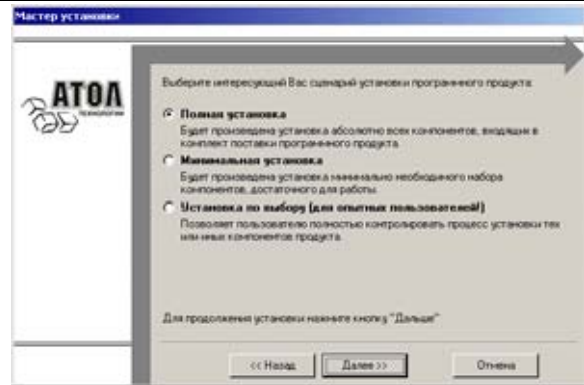 Мастер установки
АТОЛ
ТЕХНОЛОГИИ
Выберите интересующий Вас сценарий установки программного продукта:
Полная установка
Будет произведена установка абсолютно всех компонентов, входящих в
комплект поставки программного продукта.
Минимальная установка
Будет произведена установка минимально необходимого набора
компонентов, достаточного для работы.
Установка по выбору (для опытных пользователей!)
Позволяет пользователю полностью контролировать процесс установки тех
или иных компонентов продукта.
Для продолжения установки нажмите кнопку "Дальше"
<< Назад
Далее >>
Отмена